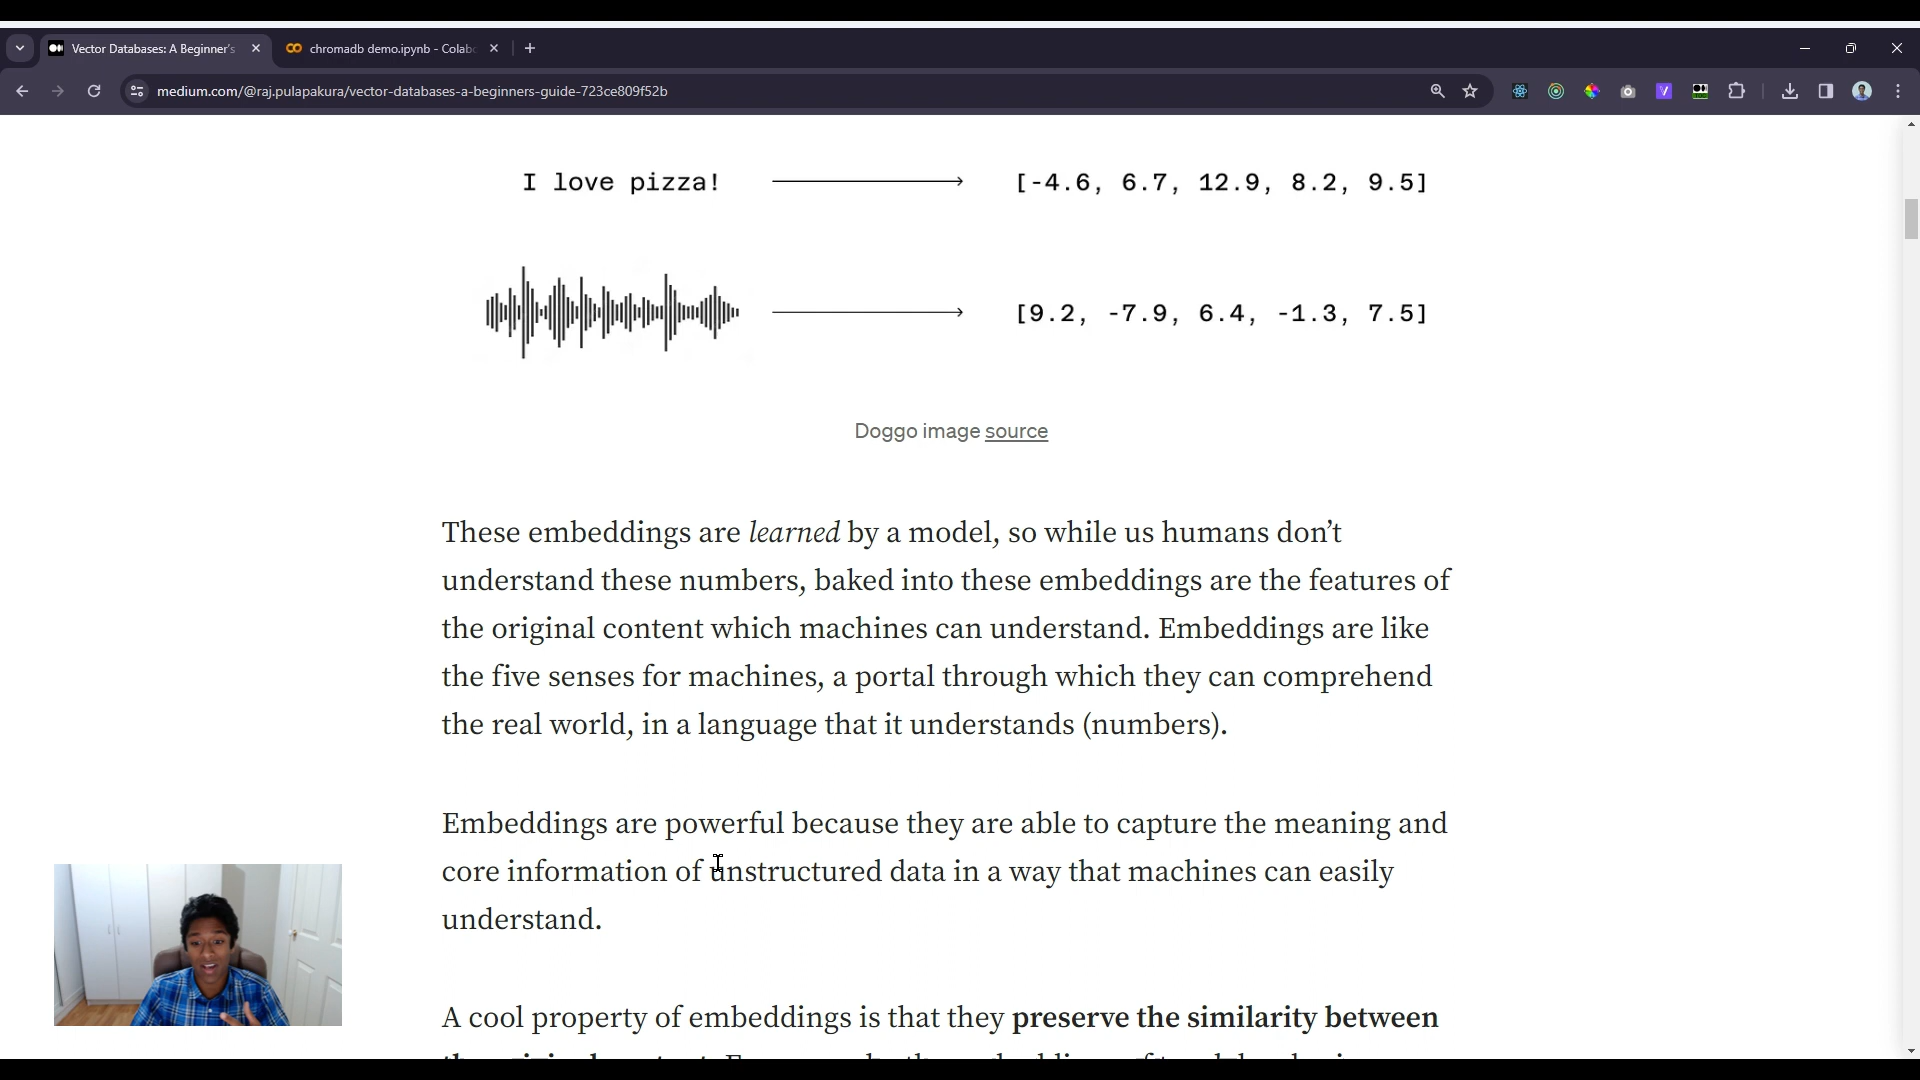 Vector Databases: A Beginner's
chromadb demo.ipynb - Colab
medium.com/@raj.pulapakura/vector-databases-a-beginners-guide-723ce809f52b
I love pizza! [-4.6, 6.7, 12.9, 8.2, 9.5]
[9.2, -7.9, 6.4, -1.3, 7.5]
Doggo image source
These embeddings are learned by a model, so while us humans don’t
understand these numbers, baked into these embeddings are the features of
the original content which machines can understand. Embeddings are like
the five senses for machines, a portal through which they can comprehend
the real world, in a language that it understands (numbers).
Embeddings are powerful because they are able to capture the meaning and
core information of unstructured data in a way that machines can easily
understand.
A cool property of embeddings is that they preserve the similarity between